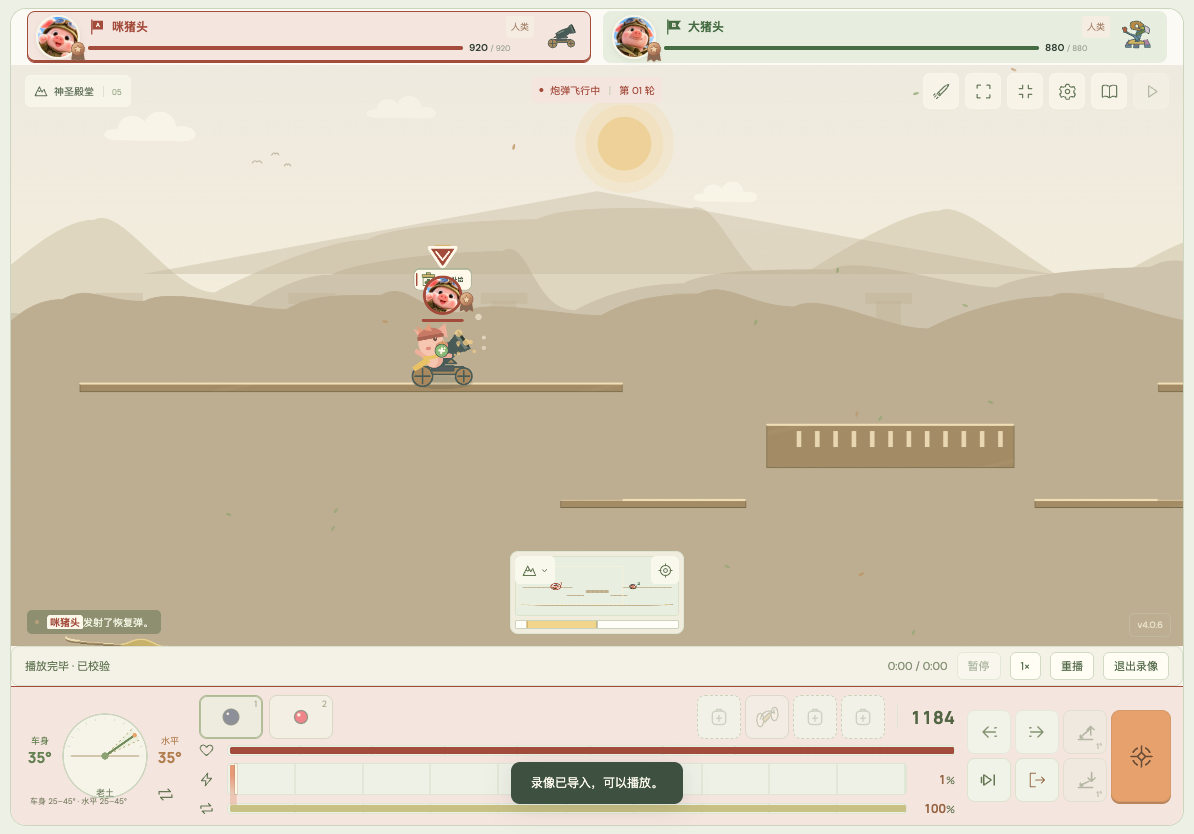 咪猪头
人类
920 / 920
大猪头
人类
880 / 880
神圣殿堂 05
炮弹飞行中 第 01 轮
咪猪头发射了恢复弹。
v4.0.6
播放完毕 · 已校验
0:00 / 0:00
暂停
1×
重播
退出录像
1
2
1184
车身
35°
水平
35°
老土
车身 25–45° · 水平 25–45°
录像已导入，可以播放。
1%
100%
1°
1°